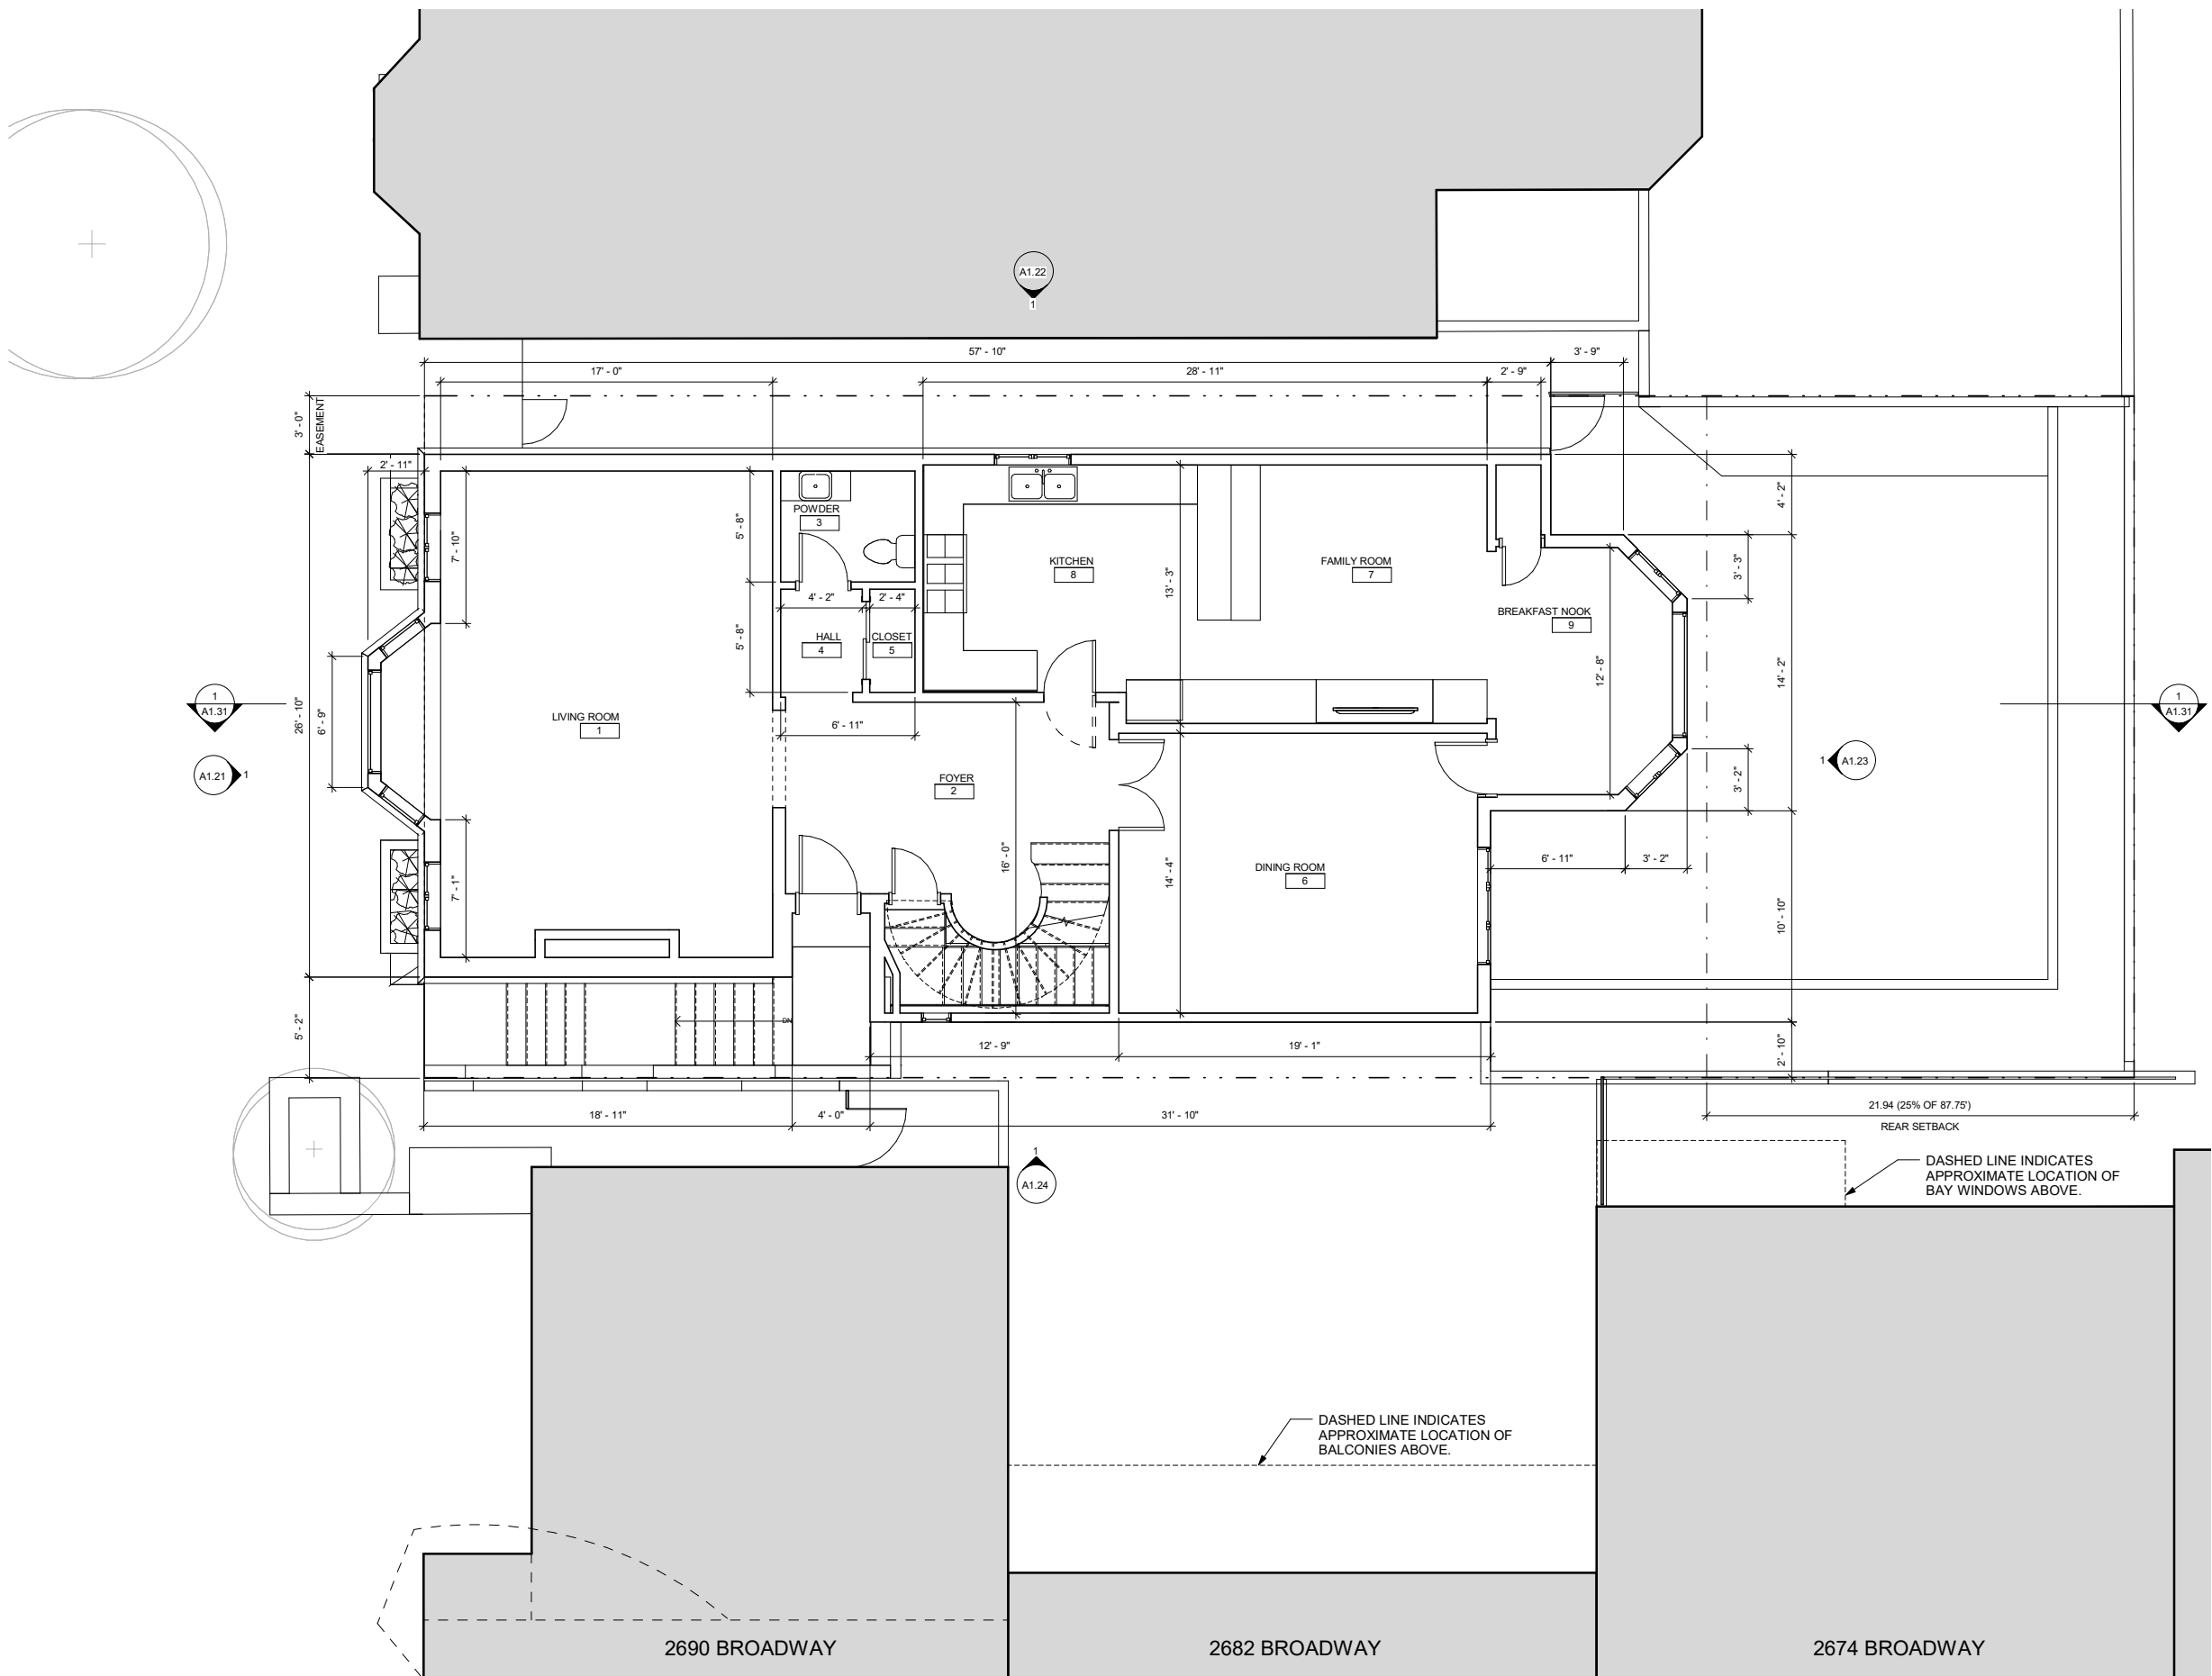 A1.22
1
57' - 10"
3' - 9"
17' - 0"
28' - 11"
2' - 9"
3' - 0"
EASEMENT
2' - 11"
7' - 10"
5' - 8"
POWDER
3
4' - 2"
KITCHEN
8
FAMILY ROOM
7
13' - 3"
3' - 3"
4' - 2"
2' - 4"
BREAKFAST NOOK
9
HALL
4
CLOSET
5
5' - 8"
12' - 8"
14' - 2"
1
A1.31
26' - 10"
6' - 9"
LIVING ROOM
1
6' - 11"
1
A1.31
A1.21
1
FOYER
2
1
A1.23
3' - 2"
16' - 0"
14' - 4"
DINING ROOM
6
6' - 11"
3' - 2"
7' - 1"
10' - 10"
5' - 2"
DN
12' - 9"
19' - 1"
2' - 10"
18' - 11"
4' - 0"
31' - 10"
21.94 (25% OF 87.75')
REAR SETBACK
1
A1.24
DASHED LINE INDICATES
APPROXIMATE LOCATION OF
BAY WINDOWS ABOVE.
DASHED LINE INDICATES
APPROXIMATE LOCATION OF
BALCONIES ABOVE.
2690 BROADWAY
2682 BROADWAY
2674 BROADWAY